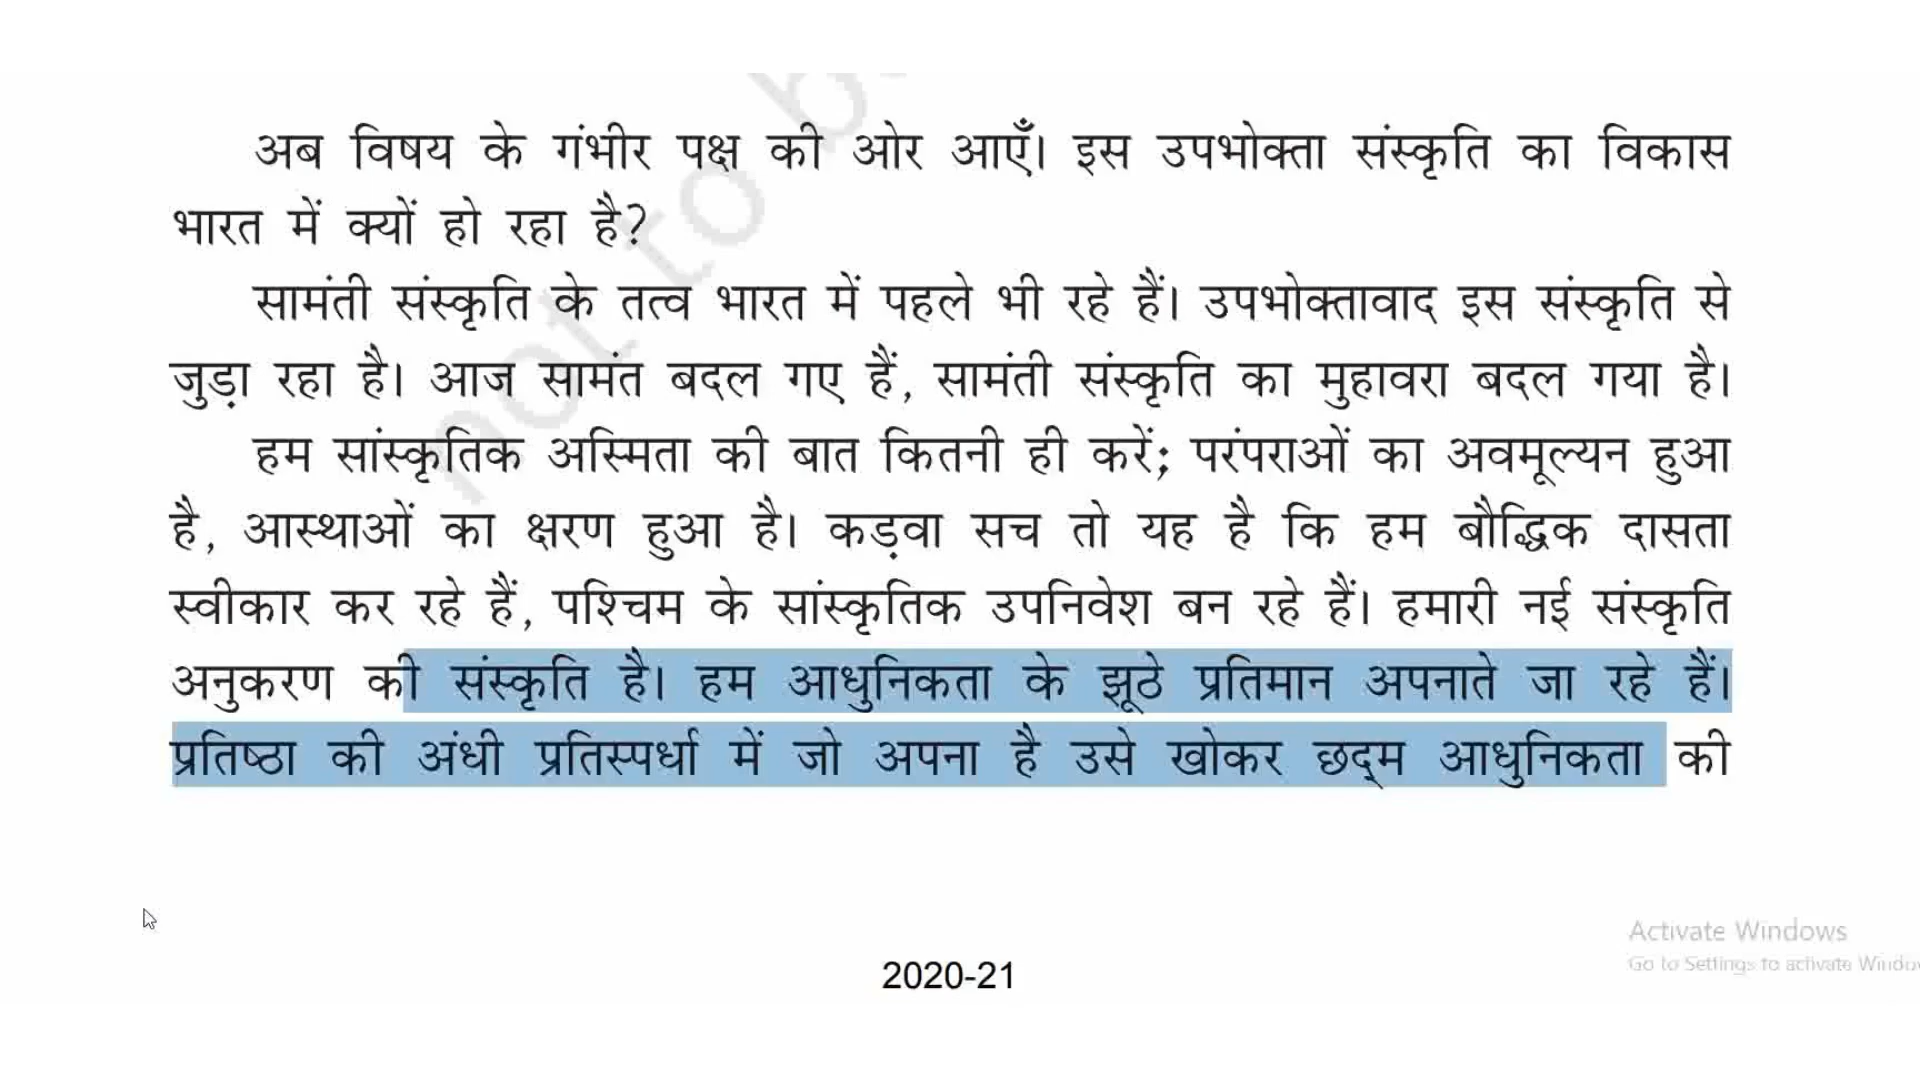 not to b
अब विषय के गंभीर पक्ष की ओर आएँ। इस उपभोक्ता संस्कृति का विकास
भारत में क्यों हो रहा है?
सामंती संस्कृति के तत्व भारत में पहले भी रहे हैं। उपभोक्तावाद इस संस्कृति से
जुड़ा रहा है। आज सामंत बदल गए हैं, सामंती संस्कृति का मुहावरा बदल गया है।
हम सांस्कृतिक अस्मिता की बात कितनी ही करें; परंपराओं का अवमूल्यन हुआ
है, आस्थाओं का क्षरण हुआ है। कड़वा सच तो यह है कि हम बौद्धिक दासता
स्वीकार कर रहे हैं, पश्चिम के सांस्कृतिक उपनिवेश बन रहे हैं। हमारी नई संस्कृति
अनुकरण की संस्कृति है। हम आधुनिकता के झूठे प्रतिमान अपनाते जा रहे हैं।
प्रतिष्ठा की अंधी प्रतिस्पर्धा में जो अपना है उसे खोकर छद्म आधुनिकता की
Activate Windows
Go to Settings to activate Window
2020-21